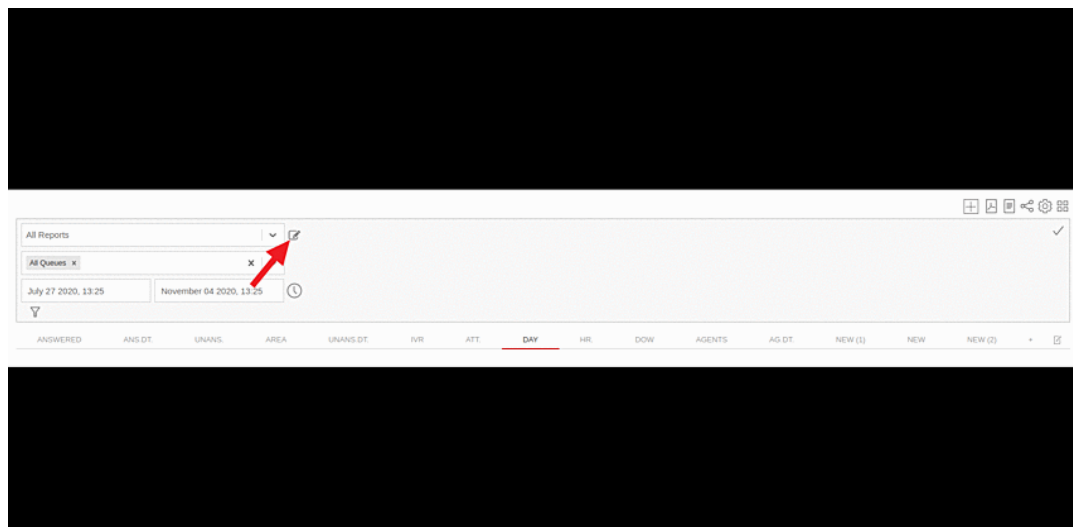 All Reports
All Queues x x
July 27 2020, 13:25 November 04 2020, 13:25
ANSWERED ANS.DT. UNANS. AREA UNANS.DT. IVR ATT. DAY HR. DOW AGENTS AG.DT. NEW (1) NEW NEW (2) +